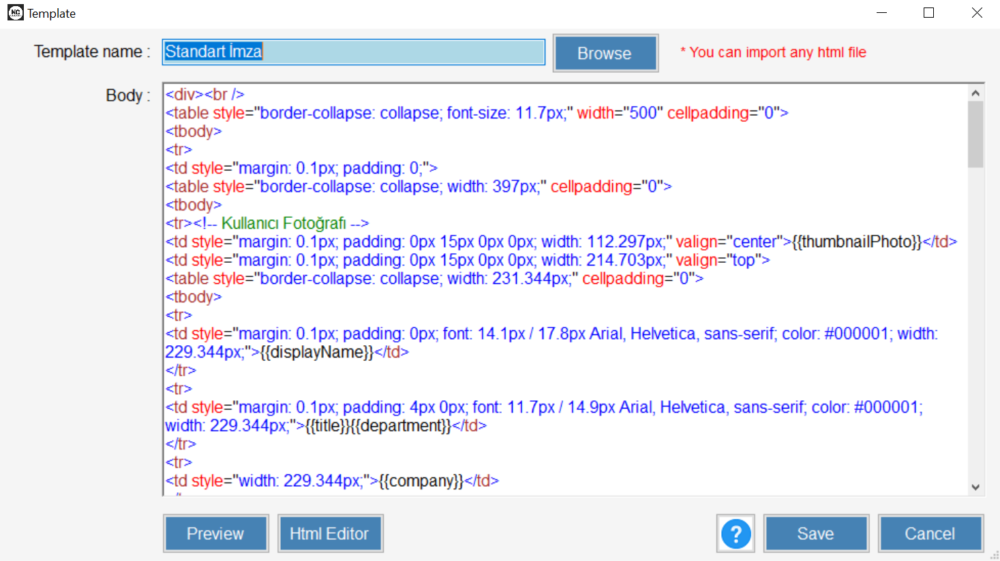 NC
Template
Template name :
Standart İmza
Browse
* You can import any html file
Body :
<div><br />
<table style="border-collapse: collapse; font-size: 11.7px;" width="500" cellpadding="0">
<tbody>
<tr>
<td style="margin: 0.1px; padding: 0;">
<table style="border-collapse: collapse; width: 397px;" cellpadding="0">
<tbody>
<tr><!-- Kullanıcı Fotoğrafı -->
<td style="margin: 0.1px; padding: 0px 15px 0px 0px; width: 112.297px;" valign="center">{{thumbnailPhoto}}</td>
<td style="margin: 0.1px; padding: 0px 15px 0px 0px; width: 214.703px;" valign="top">
<table style="border-collapse: collapse; width: 231.344px;" cellpadding="0">
<tbody>
<tr>
<td style="margin: 0.1px; padding: 0px; font: 14.1px / 17.8px Arial, Helvetica, sans-serif; color: #000001; width:
229.344px;">{{displayName}}</td>
</tr>
<tr>
<td style="margin: 0.1px; padding: 4px 0px; font: 11.7px / 14.9px Arial, Helvetica, sans-serif; color: #000001;
width: 229.344px;">{{title}}{{department}}</td>
</tr>
<tr>
<td style="width: 229.344px;">{{company}}</td>
Preview
Html Editor
?
Save
Cancel